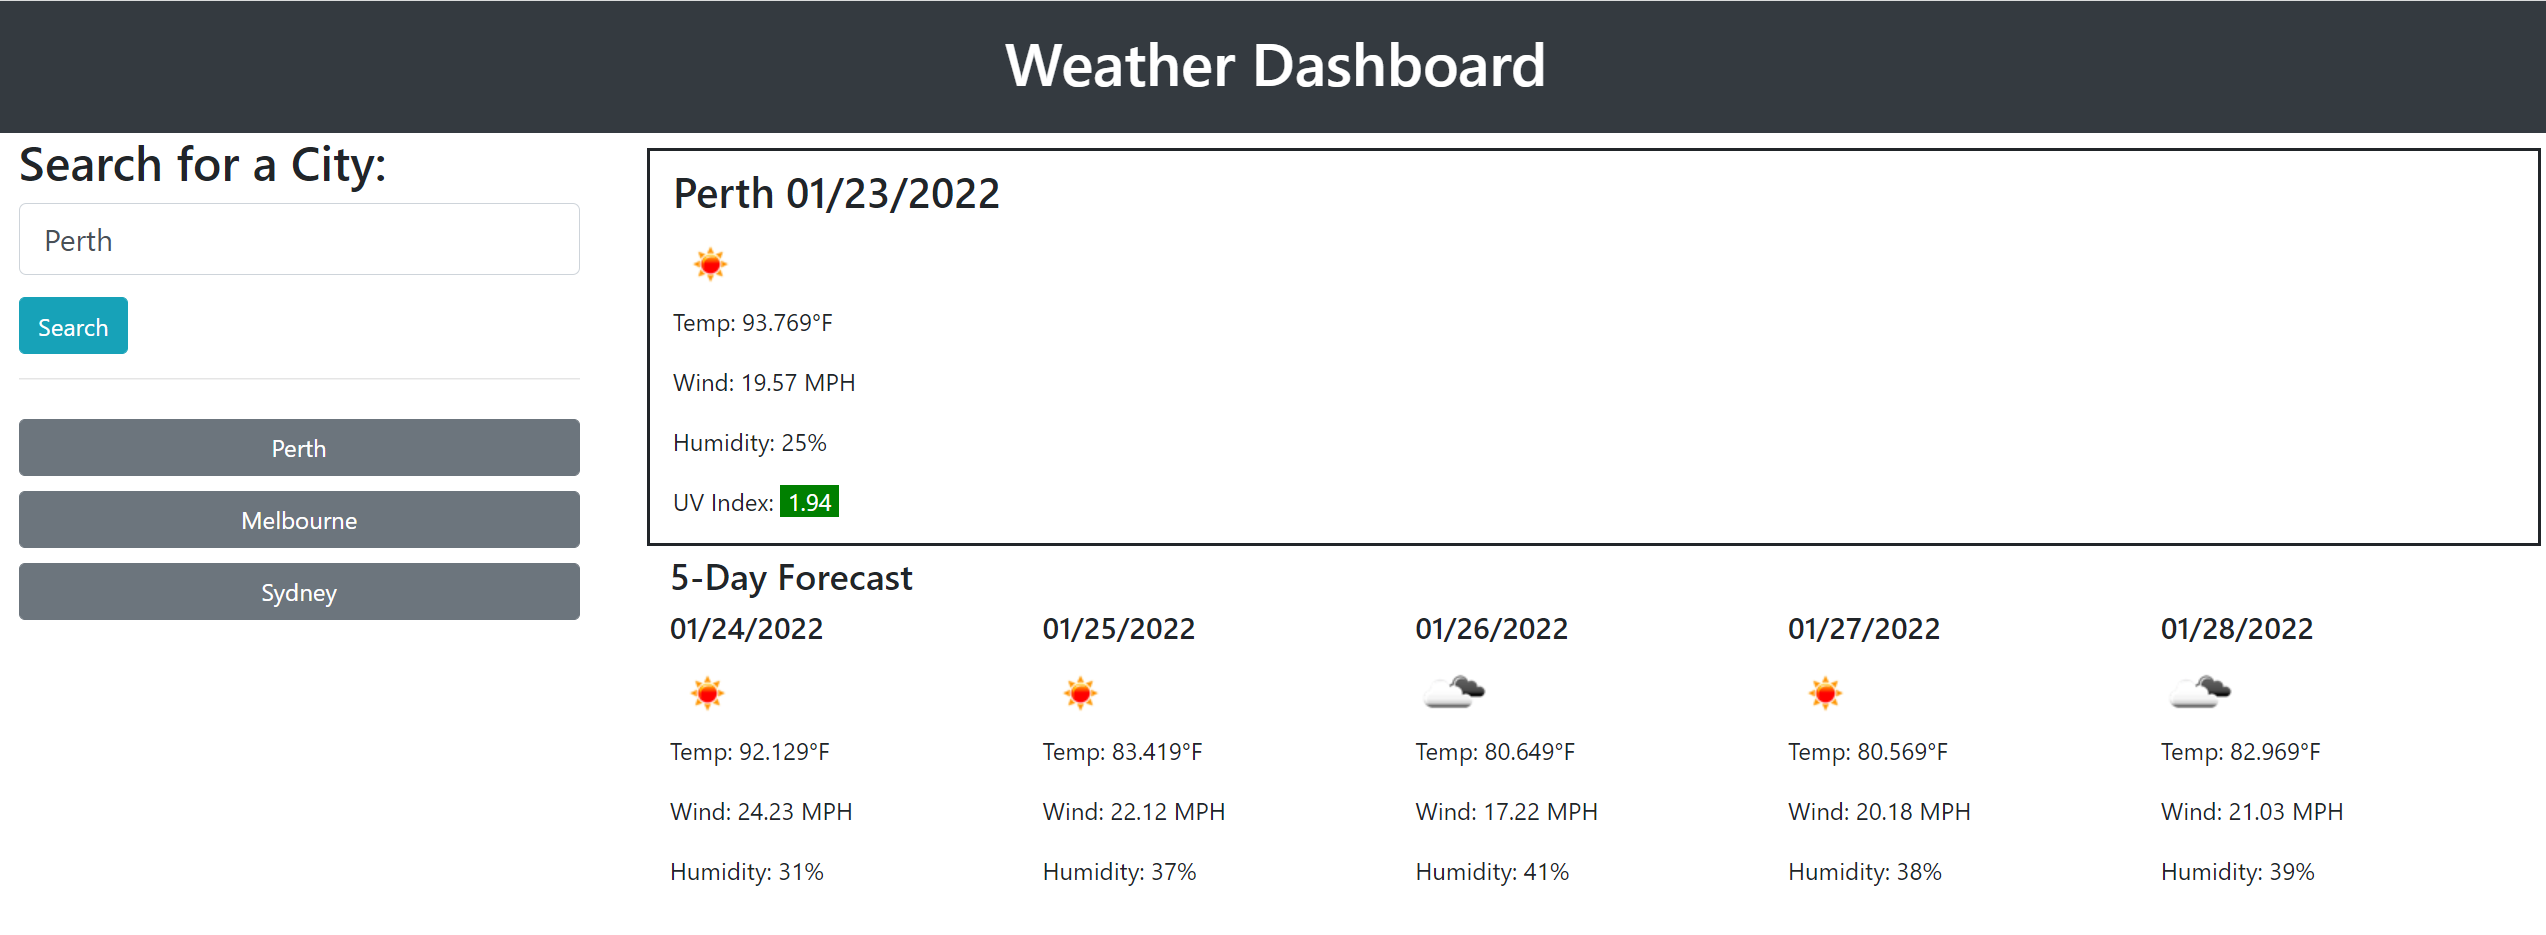 Weather Dashboard
Search for a City:
Perth
Search
Perth
Melbourne
Sydney
Perth 01/23/2022
Temp: 93.769°F
Wind: 19.57 MPH
Humidity: 25%
UV Index: 1.94
5-Day Forecast
01/24/2022
Temp: 92.129°F
Wind: 24.23 MPH
Humidity: 31%
01/25/2022
Temp: 83.419°F
Wind: 22.12 MPH
Humidity: 37%
01/26/2022
Temp: 80.649°F
Wind: 17.22 MPH
Humidity: 41%
01/27/2022
Temp: 80.569°F
Wind: 20.18 MPH
Humidity: 38%
01/28/2022
Temp: 82.969°F
Wind: 21.03 MPH
Humidity: 39%